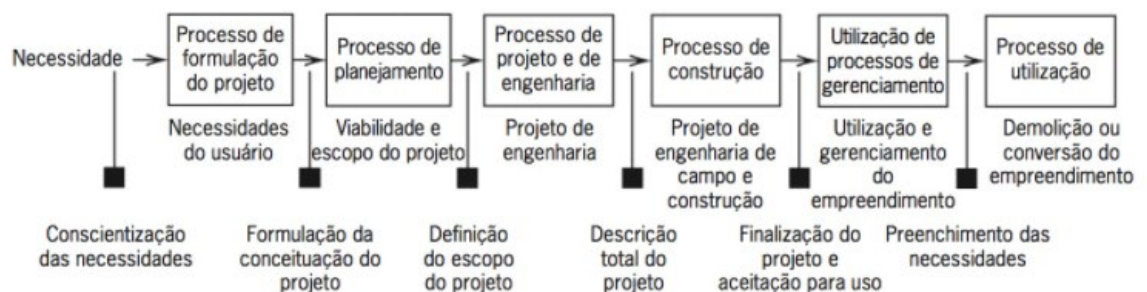 Necessidade
Processo de
formulação
do projeto
Processo de
planejamento
Processo de
projeto e de
engenharia
Processo de
construção
Utilização de
processos de
gerenciamento
Processo de
utilização
Necessidades
do usuário
Viabilidade e
escopo do projeto
Projeto de
engenharia
Projeto de
engenharia de
campo e
construção
Utilização e
gerenciamento
do
empreendimento
Demolição ou
conversão do
empreendimento
Conscientização
das necessidades
Formulação da
conceituação do
projeto
Definição
do escopo
do projeto
Descrição
total do
projeto
Finalização do
projeto e
aceitação para uso
Preenchimento das
necessidades